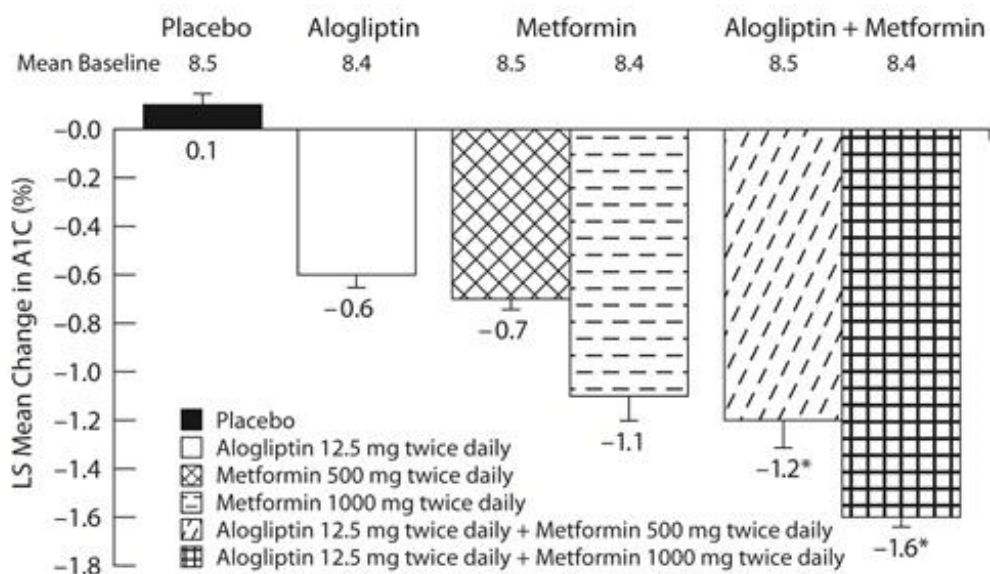 Placebo Alogliptin Metformin Alogliptin + Metformin
Mean Baseline 8.5 8.4 8.5 8.4 8.5 8.4
LS Mean Change in A1C (%)
−0.0
−0.2
−0.4
−0.6
−0.8
−1.0
−1.2
−1.4
−1.6
−1.8
0.1
−0.6
−0.7
−1.1
−1.2*
−1.6*
Placebo
Alogliptin 12.5 mg twice daily
Metformin 500 mg twice daily
Metformin 1000 mg twice daily
Alogliptin 12.5 mg twice daily + Metformin 500 mg twice daily
Alogliptin 12.5 mg twice daily + Metformin 1000 mg twice daily